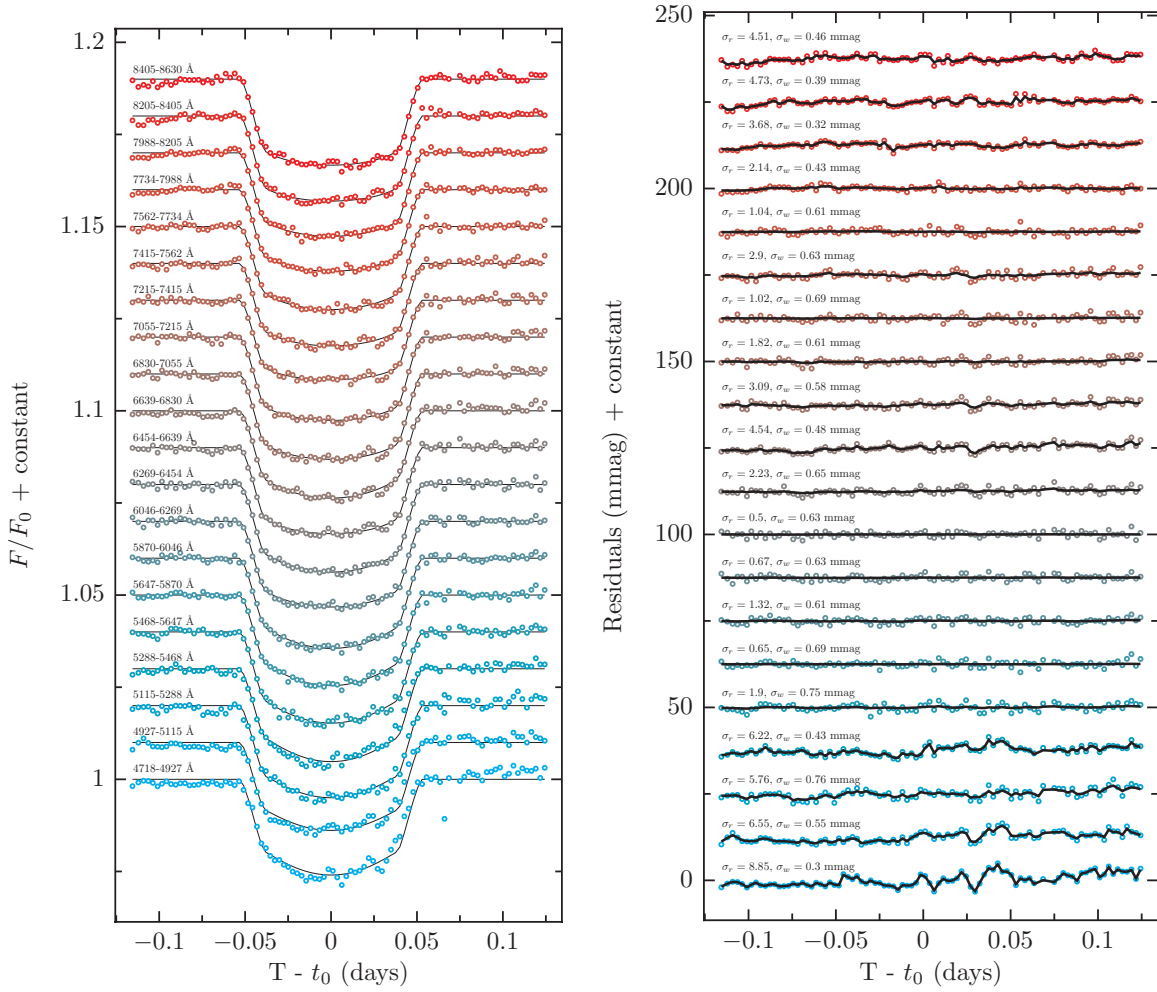 1.2
1.15
1.1
1.05
1
F/F0 + constant
8405-8630 Å
8205-8405 Å
7988-8205 Å
7734-7988 Å
7562-7734 Å
7415-7562 Å
7215-7415 Å
7055-7215 Å
6830-7055 Å
6639-6830 Å
6454-6639 Å
6269-6454 Å
6046-6269 Å
5870-6046 Å
5647-5870 Å
5468-5647 Å
5288-5468 Å
5115-5288 Å
4927-5115 Å
4718-4927 Å
−0.1 −0.05 0 0.05 0.1
T - t0 (days)
250
200
150
100
50
0
Residuals (mmag) + constant
σr = 4.51, σw = 0.46 mmag
σr = 4.73, σw = 0.39 mmag
σr = 3.68, σw = 0.32 mmag
σr = 2.14, σw = 0.43 mmag
σr = 1.04, σw = 0.61 mmag
σr = 2.9, σw = 0.63 mmag
σr = 1.02, σw = 0.69 mmag
σr = 1.82, σw = 0.61 mmag
σr = 3.09, σw = 0.58 mmag
σr = 4.54, σw = 0.48 mmag
σr = 2.23, σw = 0.65 mmag
σr = 0.5, σw = 0.63 mmag
σr = 0.67, σw = 0.63 mmag
σr = 1.32, σw = 0.61 mmag
σr = 0.65, σw = 0.69 mmag
σr = 1.9, σw = 0.75 mmag
σr = 6.22, σw = 0.43 mmag
σr = 5.76, σw = 0.76 mmag
σr = 6.55, σw = 0.55 mmag
σr = 8.85, σw = 0.3 mmag
−0.1 −0.05 0 0.05 0.1
T - t0 (days)